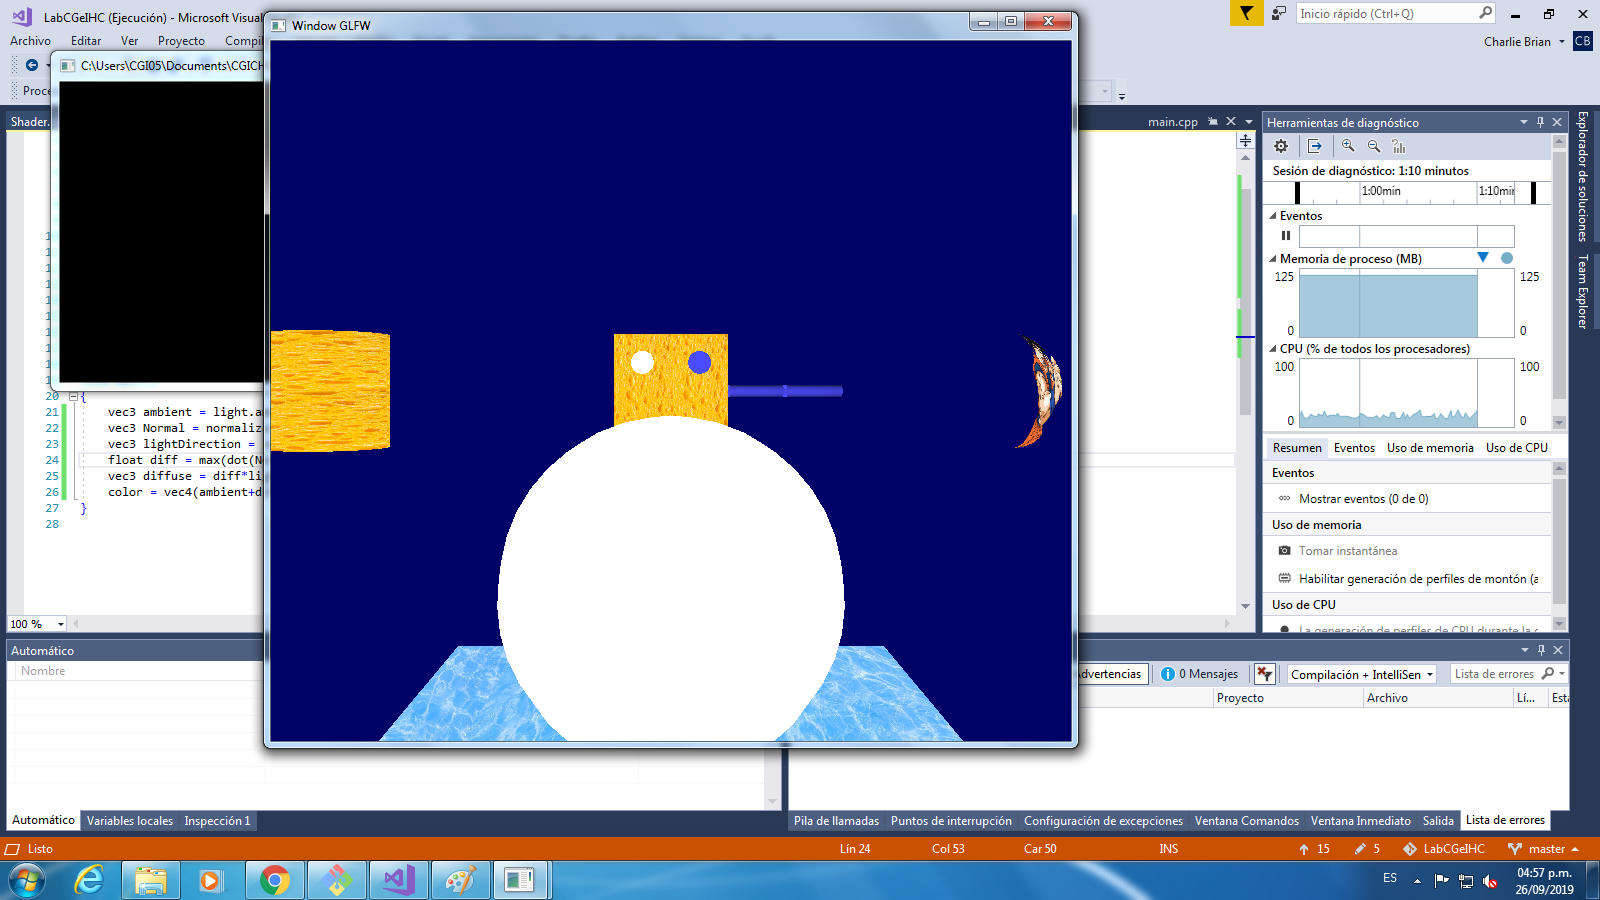 LabCGeIHC (Ejecución) - Microsoft Visual
Inicio rápido (Ctrl+Q)
Archivo Editar Ver Proyecto Compil
Charlie Brian CB
Window GLFW
C:\Users\CGI05\Documents\CGICH
Proce
Shader.
main.cpp
20 {
21 vec3 ambient = light.am
22 vec3 Normal = normaliz
23 vec3 lightDirection =
24 float diff = max(dot(N
25 vec3 diffuse = diff*li
26 color = vec4(ambient+d
27 }
28
100 %
Herramientas de diagnóstico
Sesión de diagnóstico: 1:10 minutos
1:00min 1:10min
Eventos
Memoria de proceso (MB)
125 125
0 0
CPU (% de todos los procesadores)
100 100
0 0
Resumen Eventos Uso de memoria Uso de CPU
Eventos
Mostrar eventos (0 de 0)
Uso de memoria
Tomar instantánea
Habilitar generación de perfiles de montón (a
Uso de CPU
La generación de perfiles de CPU durante la
Explorador de soluciones
Team Explorer
Automático
Nombre
Automático Variables locales Inspección 1
Advertencias 0 Mensajes Compilación + IntelliSen Lista de errores
Proyecto Archivo Lí... Esta
Pila de llamadas Puntos de interrupción Configuración de excepciones Ventana Comandos Ventana Inmediato Salida Lista de errores
Listo Lín 24 Col 53 Car 50 INS 15 5 LabCGeIHC master
ES
04:57 p.m.
26/09/2019